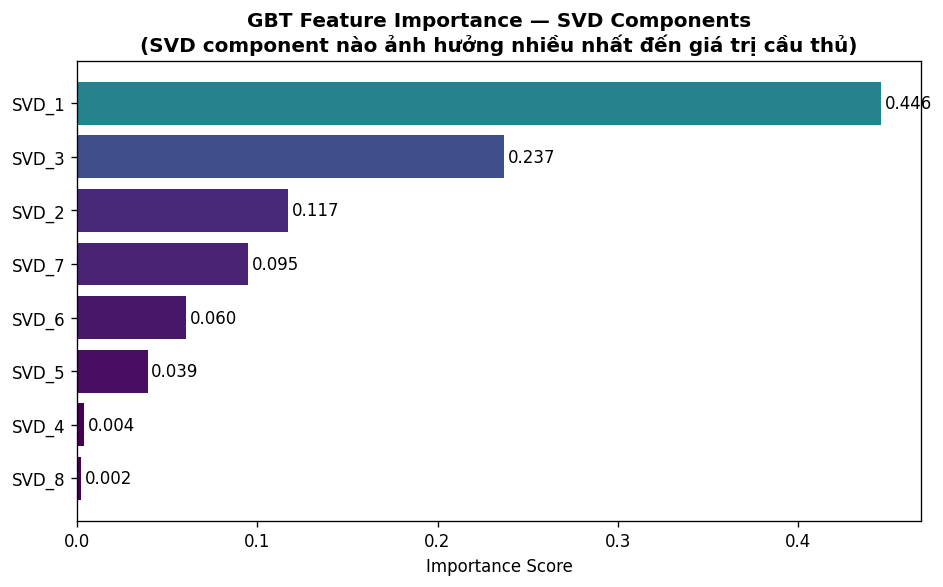 GBT Feature Importance — SVD Components
(SVD component nào ảnh hưởng nhiều nhất đến giá trị cầu thủ)
SVD_1 0.446
SVD_3 0.237
SVD_2 0.117
SVD_7 0.095
SVD_6 0.060
SVD_5 0.039
SVD_4 0.004
SVD_8 0.002
0.0 0.1 0.2 0.3 0.4
Importance Score